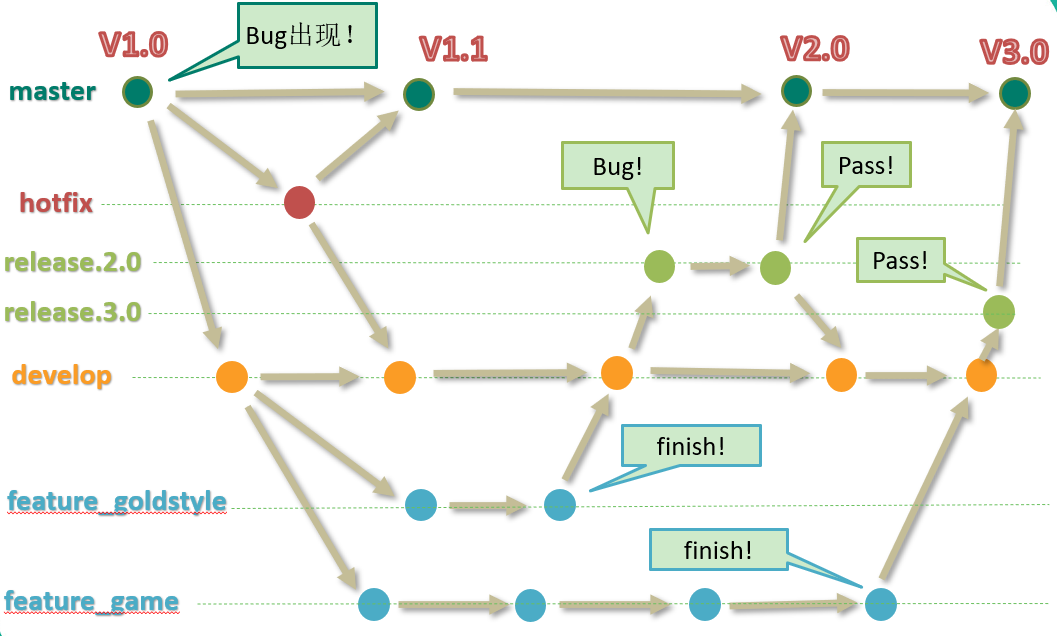 V1.0
Bug出现！
V1.1
V2.0
V3.0
master
Bug!
Pass!
hotfix
release.2.0
Pass!
release.3.0
develop
finish!
feature_goldstyle
finish!
feature_game